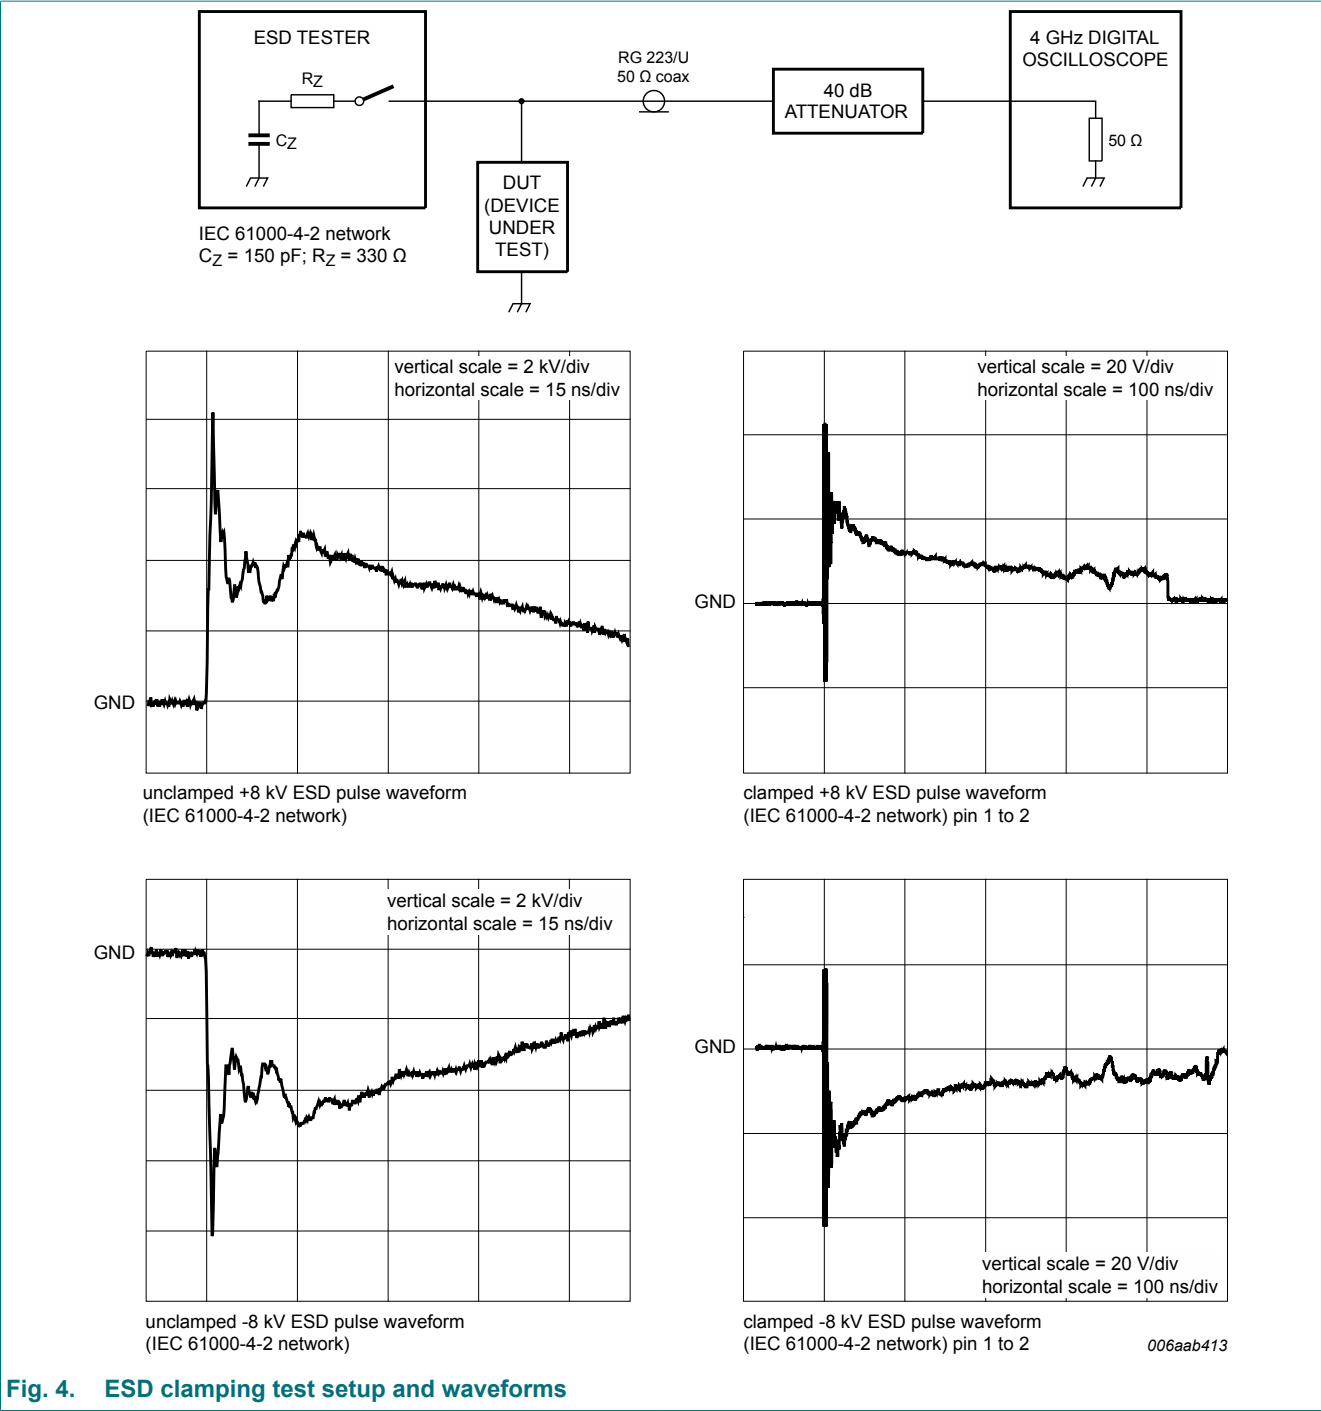 ESD TESTER
RZ
CZ
IEC 61000-4-2 network
CZ = 150 pF; RZ = 330 Ω
RG 223/U
50 Ω coax
40 dB
ATTENUATOR
4 GHz DIGITAL
OSCILLOSCOPE
50 Ω
DUT
(DEVICE
UNDER
TEST)
vertical scale = 2 kV/div
horizontal scale = 15 ns/div
GND
unclamped +8 kV ESD pulse waveform
(IEC 61000-4-2 network)
vertical scale = 20 V/div
horizontal scale = 100 ns/div
GND
clamped +8 kV ESD pulse waveform
(IEC 61000-4-2 network) pin 1 to 2
vertical scale = 2 kV/div
horizontal scale = 15 ns/div
GND
unclamped -8 kV ESD pulse waveform
(IEC 61000-4-2 network)
GND
vertical scale = 20 V/div
horizontal scale = 100 ns/div
clamped -8 kV ESD pulse waveform
(IEC 61000-4-2 network) pin 1 to 2
006aab413
Fig. 4. ESD clamping test setup and waveforms